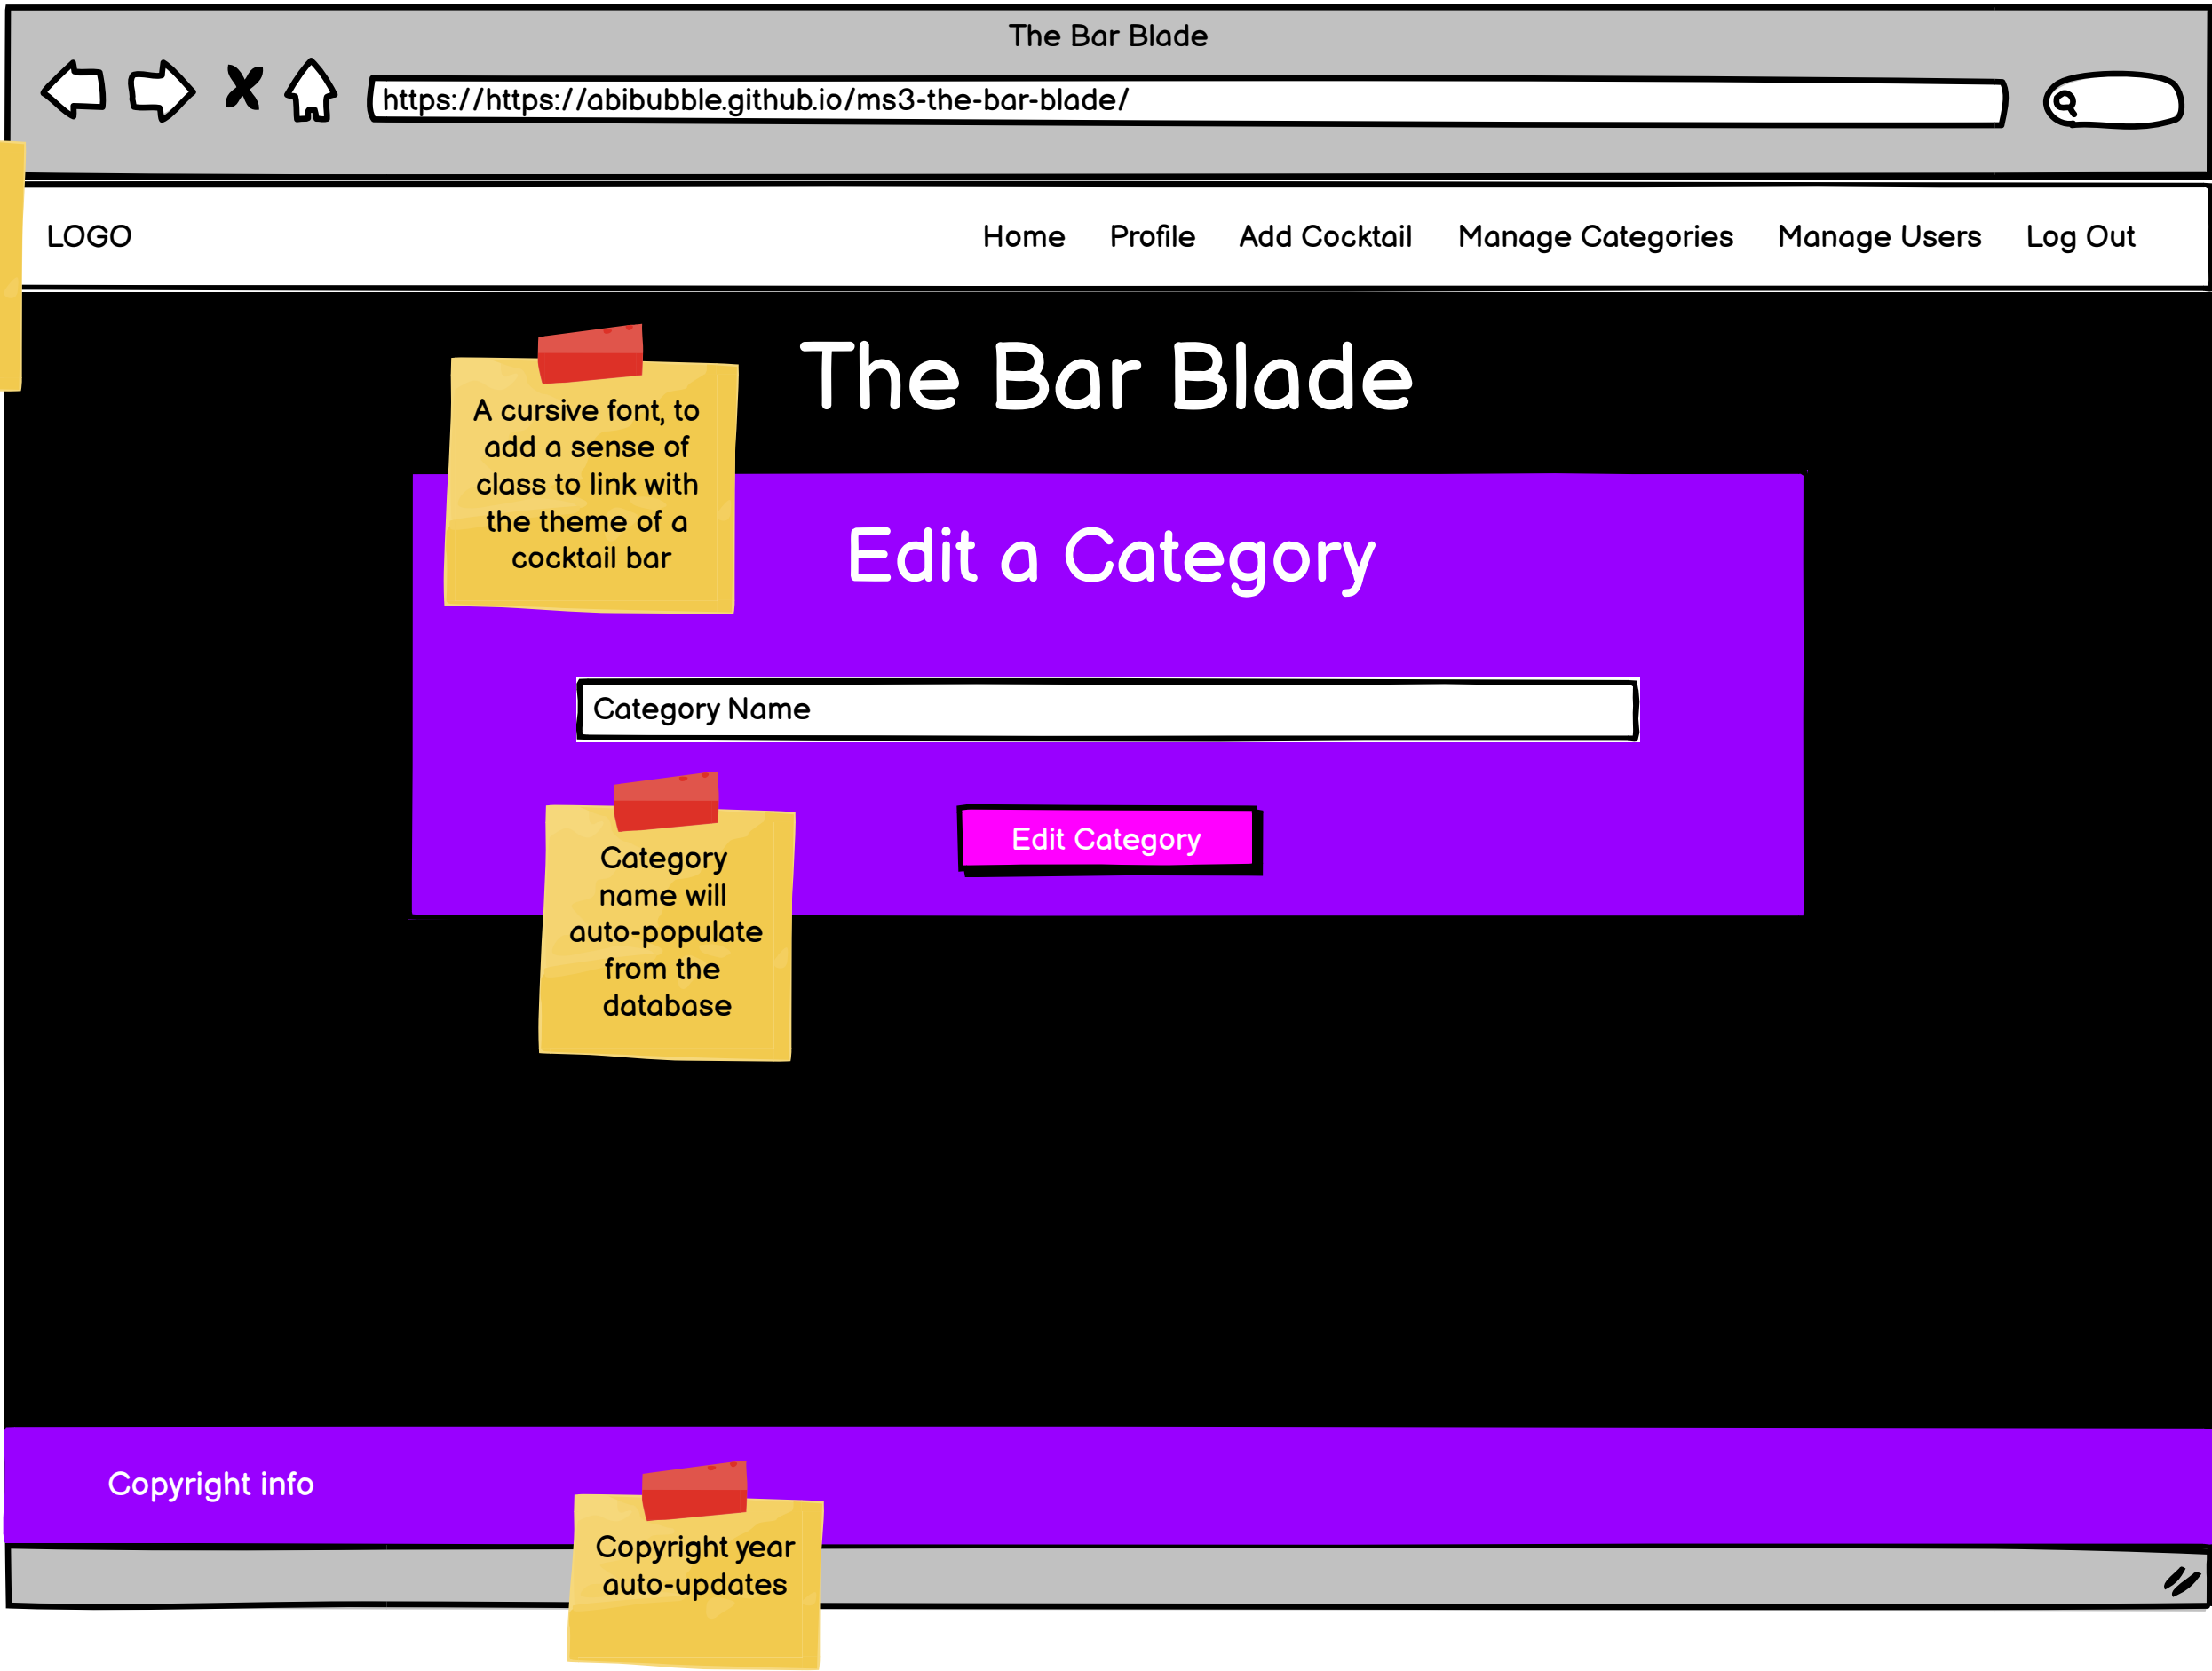 The Bar Blade
https://https://abibubble.github.io/ms3-the-bar-blade/
LOGO
Home
Profile
Add Cocktail
Manage Categories
Manage Users
Log Out
The Bar Blade
A cursive font, to
add a sense of
class to link with
the theme of a
cocktail bar
Edit a Category
Category Name
Edit Category
Category
name will
auto-populate
from the
database
Copyright info
Copyright year
auto-updates